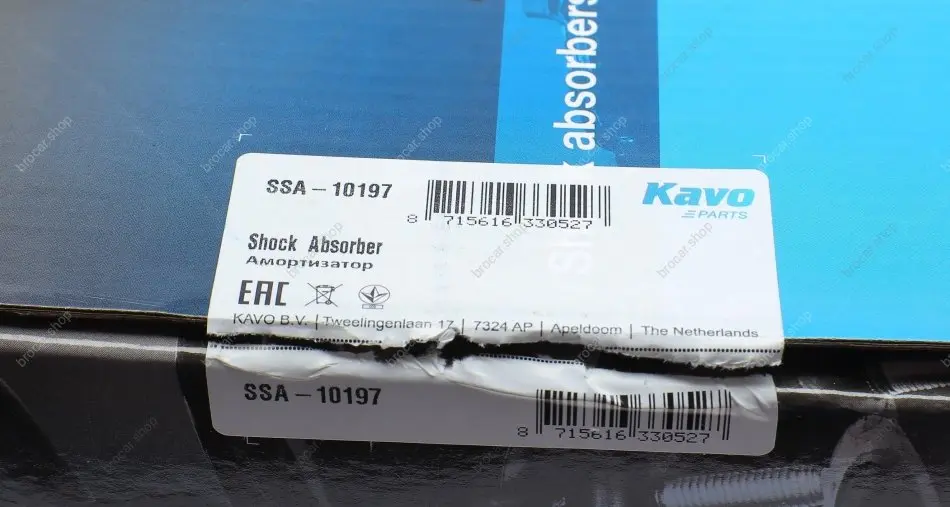 absorbers
SSA-10197
8 715616 330527
Kavo
PARTS
Shock Absorber
Амортизатор
EAC
KAVO B.V. | Tweelingenlaan 17 | 7324 AP | Apeldoorn | The Netherlands
SSA-10197
8 715616 330527
brocar.shop